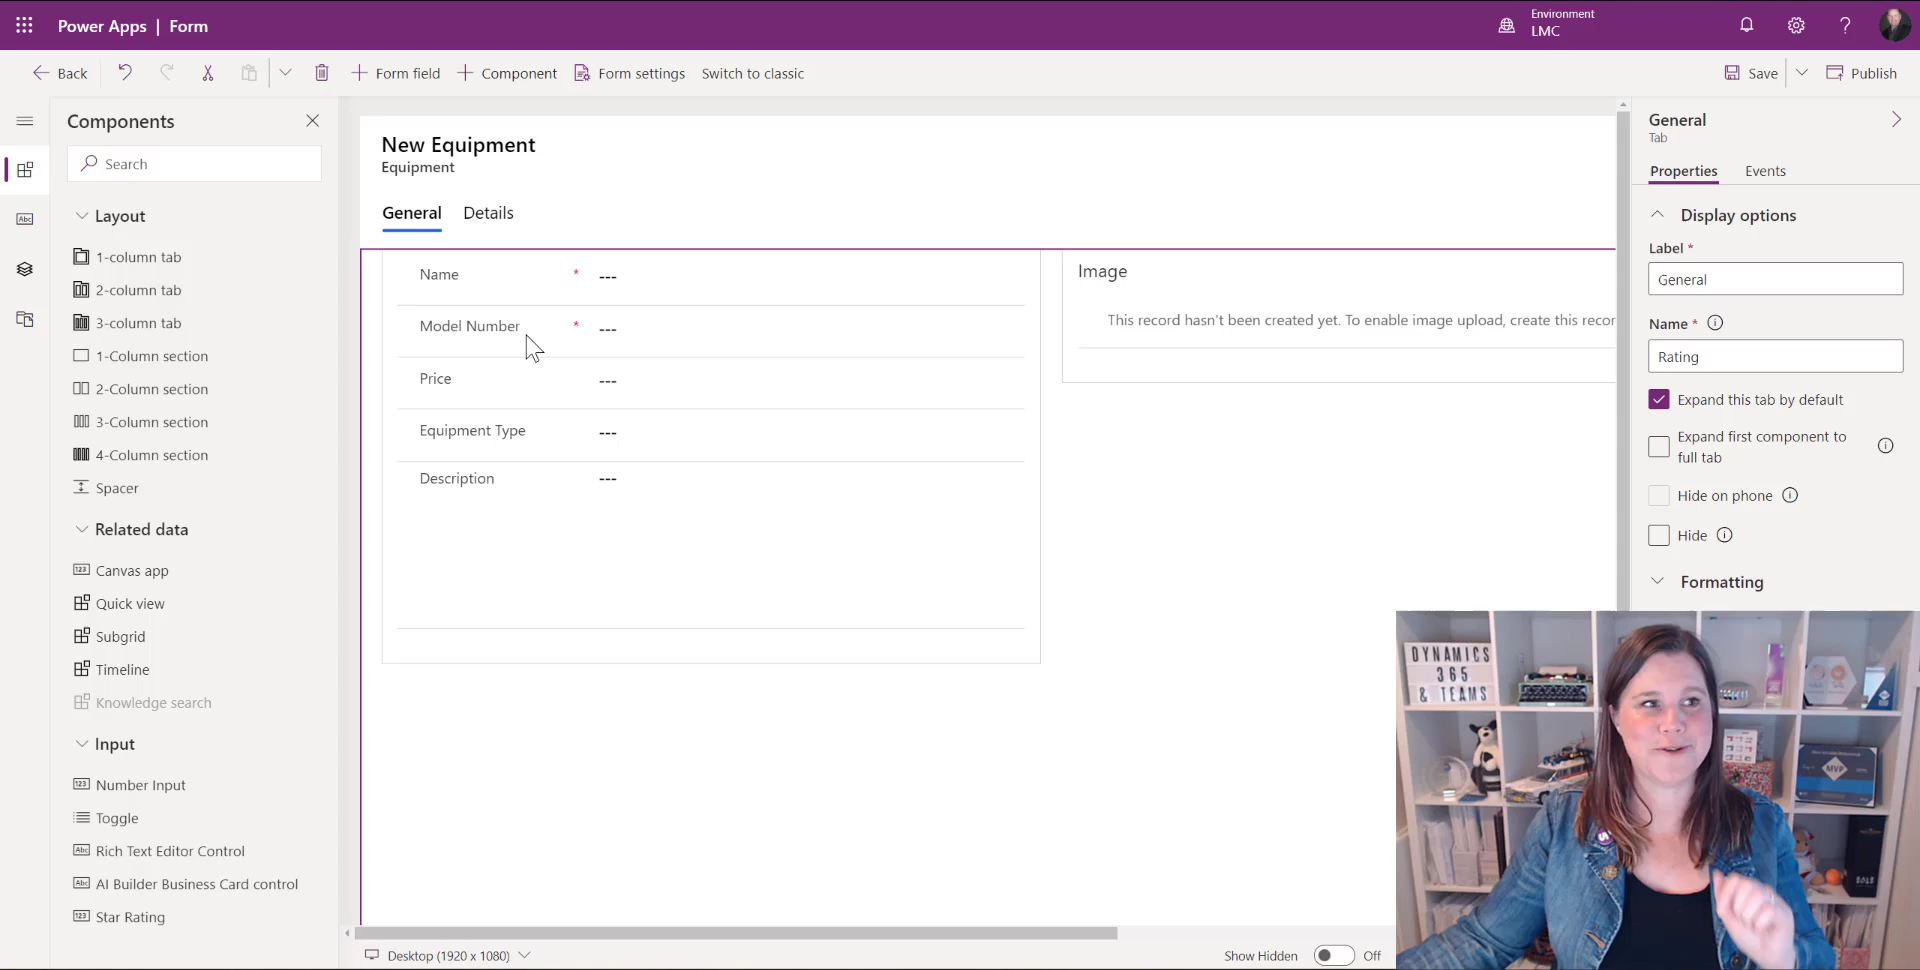 Power Apps | Form
Environment
LMC
Back
Form field
Component
Form settings
Switch to classic
Save
Publish
Components
Search
Layout
1-column tab
2-column tab
3-column tab
1-Column section
2-Column section
3-Column section
4-Column section
Spacer
Related data
Canvas app
Quick view
Subgrid
Timeline
Knowledge search
Input
Number Input
Toggle
Rich Text Editor Control
AI Builder Business Card control
Star Rating
New Equipment
Equipment
General
Details
Name * ---
Model Number * ---
Price ---
Equipment Type ---
Description ---
Image
This record hasn't been created yet. To enable image upload, create this recor
Desktop (1920 x 1080)
Show Hidden
Off
General
Tab
Properties
Events
Display options
Label *
General
Name *
Rating
Expand this tab by default
Expand first component to
full tab
Hide on phone
Hide
Formatting
DYNAMICS
365
& TEAMS
MVP